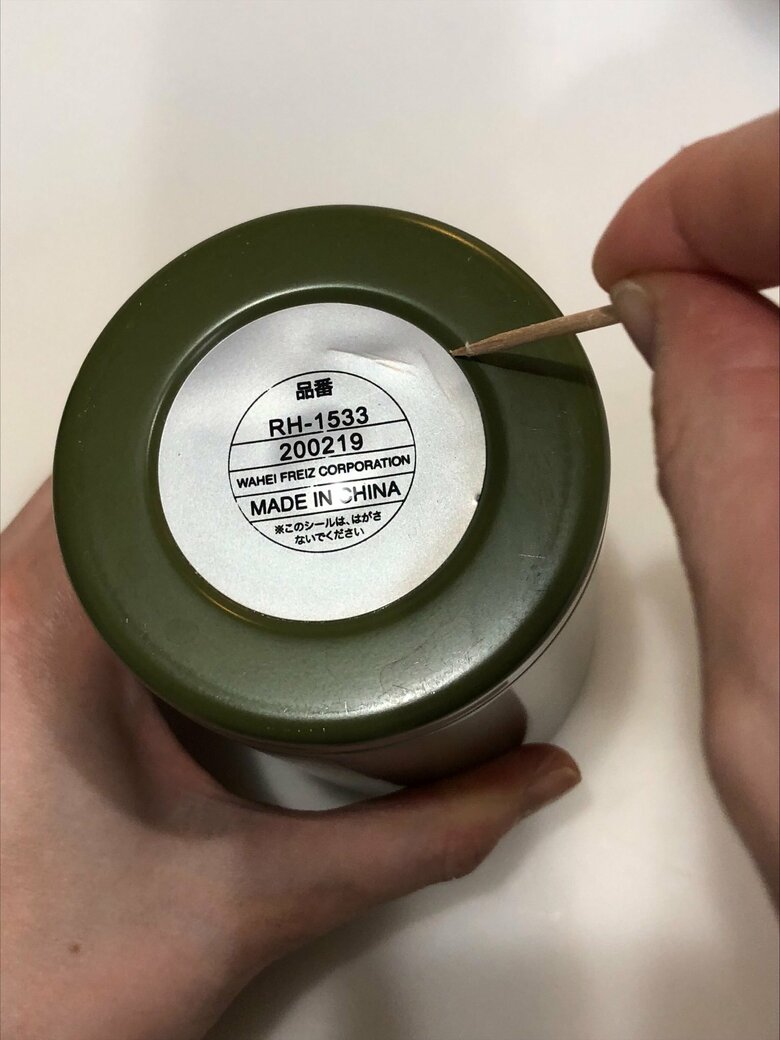 品番
RH-1533
200219
WAHEI FREIZ CORPORATION
MADE IN CHINA
※このシールは、はがさ
ないでください